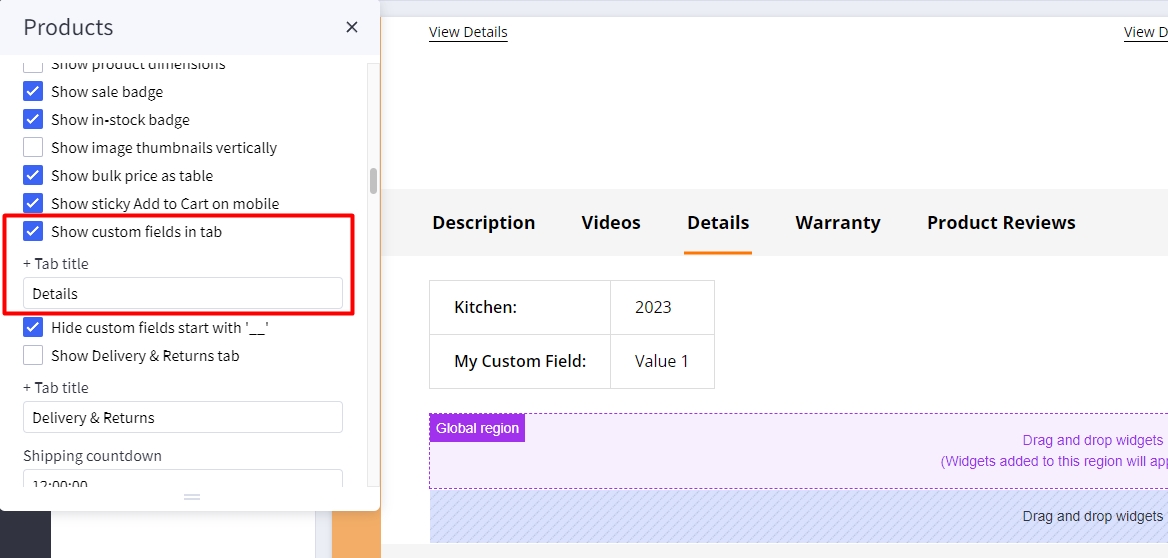 Products
Show product dimensions
Show sale badge
Show in-stock badge
Show image thumbnails vertically
Show bulk price as table
Show sticky Add to Cart on mobile
Show custom fields in tab
+ Tab title
Details
Hide custom fields start with '__'
Show Delivery & Returns tab
+ Tab title
Delivery & Returns
Shipping countdown
12:00:00
View Details
View D
Description Videos Details Warranty Product Reviews
Kitchen: 2023
My Custom Field: Value 1
Global region
Drag and drop widgets
(Widgets added to this region will app
Drag and drop widgets